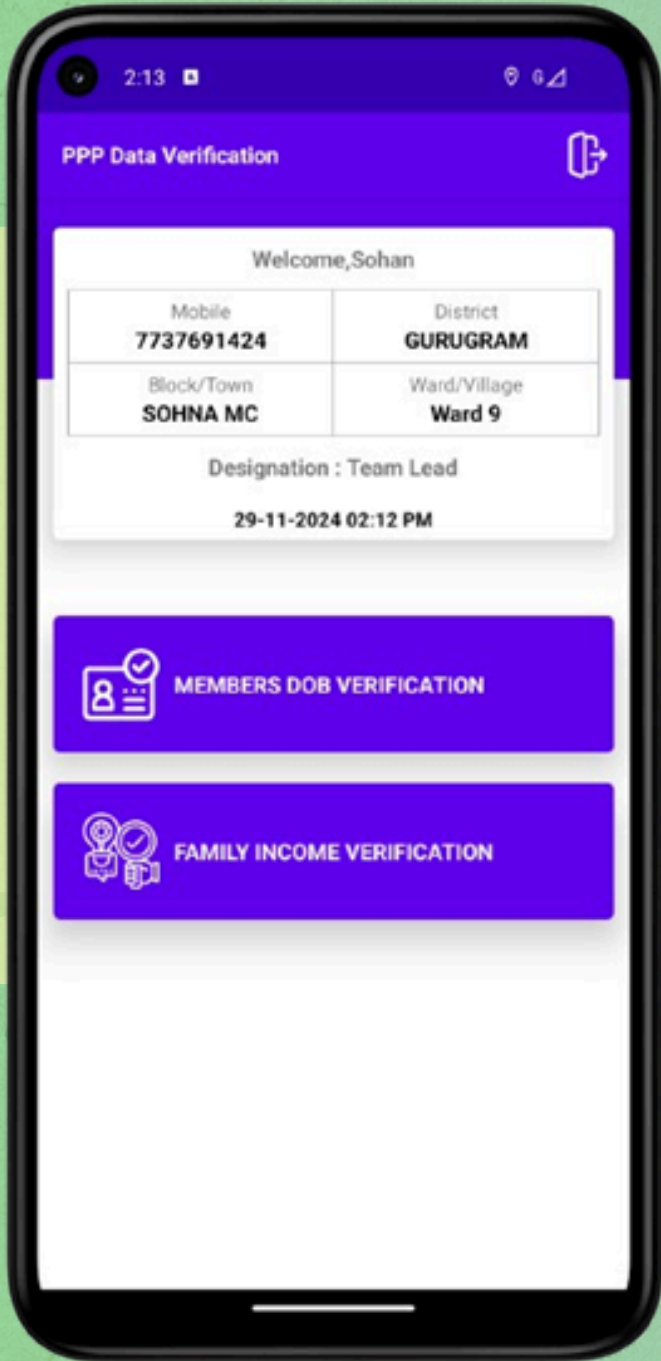 2:13
G
PPP Data Verification
Welcome,Sohan
Mobile
7737691424
District
GURUGRAM
Block/Town
SOHNA MC
Ward/Village
Ward 9
Designation : Team Lead
29-11-2024 02:12 PM
MEMBERS DOB VERIFICATION
FAMILY INCOME VERIFICATION